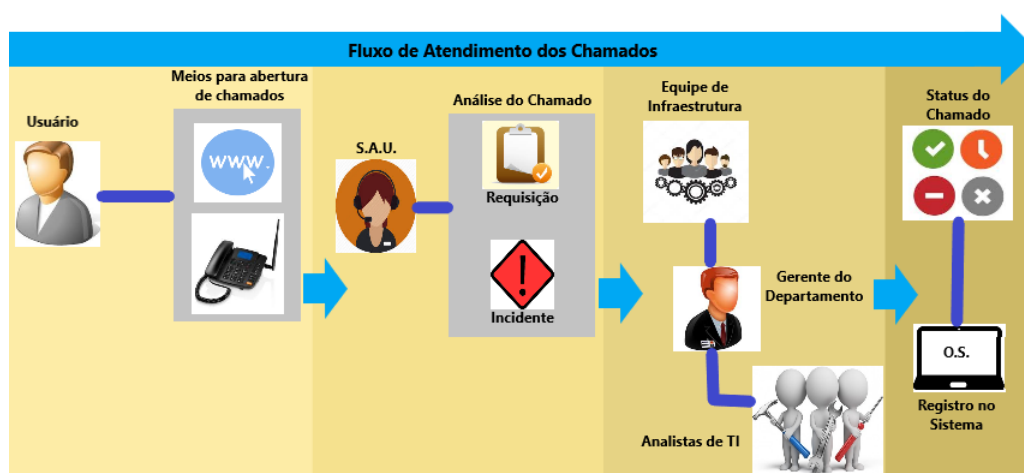 Fluxo de Atendimento dos Chamados
Usuário
Meios para abertura
de chamados
www.
S.A.U.
Análise do Chamado
Requisição
Incidente
Equipe de
Infraestrutura
Gerente do
Departamento
Analistas de TI
Status do
Chamado
O.S.
Registro no
Sistema